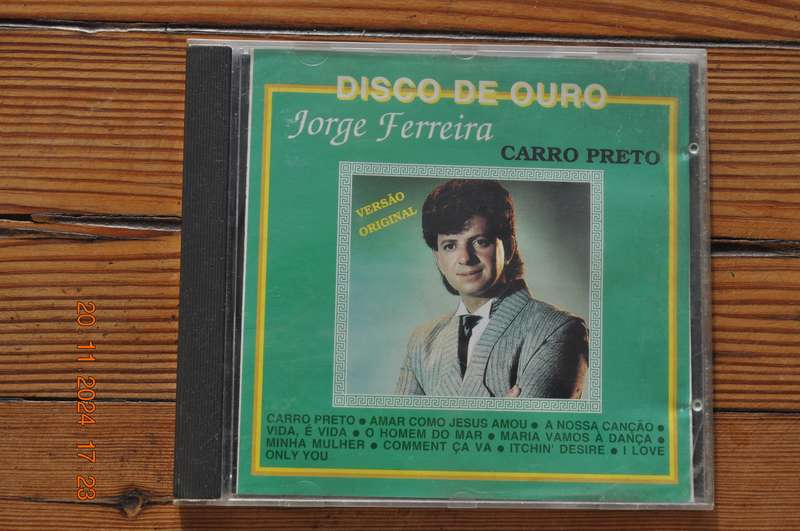 DISCO DE OURO
Jorge Ferreira
CARRO PRETO
VERSÃO
ORIGINAL
CARRO PRETO ● AMAR COMO JESUS AMOU ● A NOSSA CANÇÃO ●
VIDA, É VIDA ● O HOMEM DO MAR ● MARIA VAMOS À DANÇA ●
MINHA MULHER ● COMMENT ÇA VA ● ITCHIN' DESIRE ● I LOVE
ONLY YOU
20 11 2024 17 23